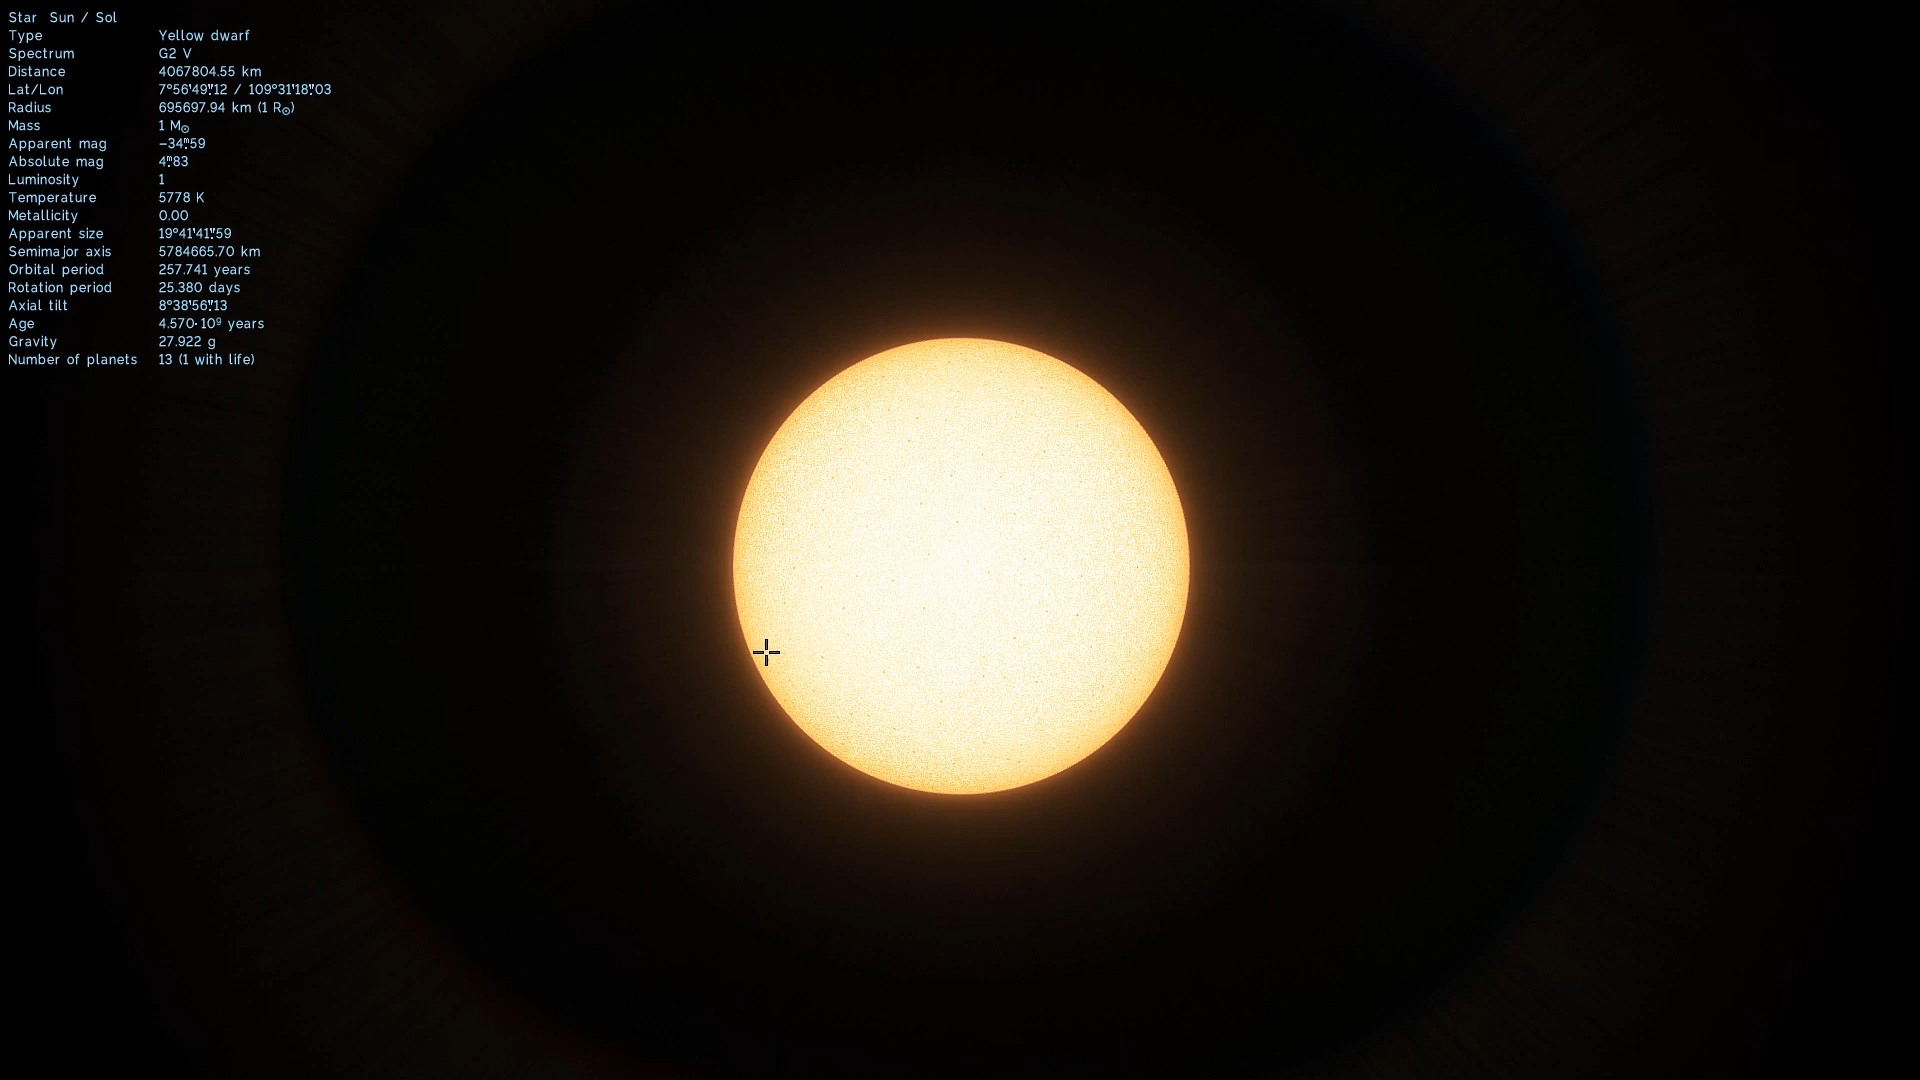 Star Sun / Sol
Type Yellow dwarf
Spectrum G2 V
Distance 4067804.55 km
Lat/Lon 7°56'49"12 / 109°31'18"03
Radius 695697.94 km (1 R☉)
Mass 1 M☉
Apparent mag −34ᵐ59
Absolute mag 4ᵐ83
Luminosity 1
Temperature 5778 K
Metallicity 0.00
Apparent size 19°41'41"59
Semimajor axis 5784665.70 km
Orbital period 257.741 years
Rotation period 25.380 days
Axial tilt 8°38'56"13
Age 4.570·10⁹ years
Gravity 27.922 g
Number of planets 13 (1 with life)